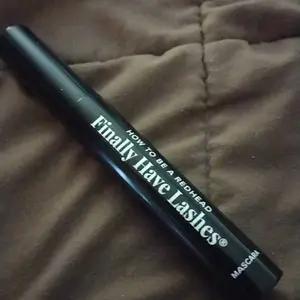 HOW TO BE A REDHEAD
Finally Have Lashes®
MASCARA